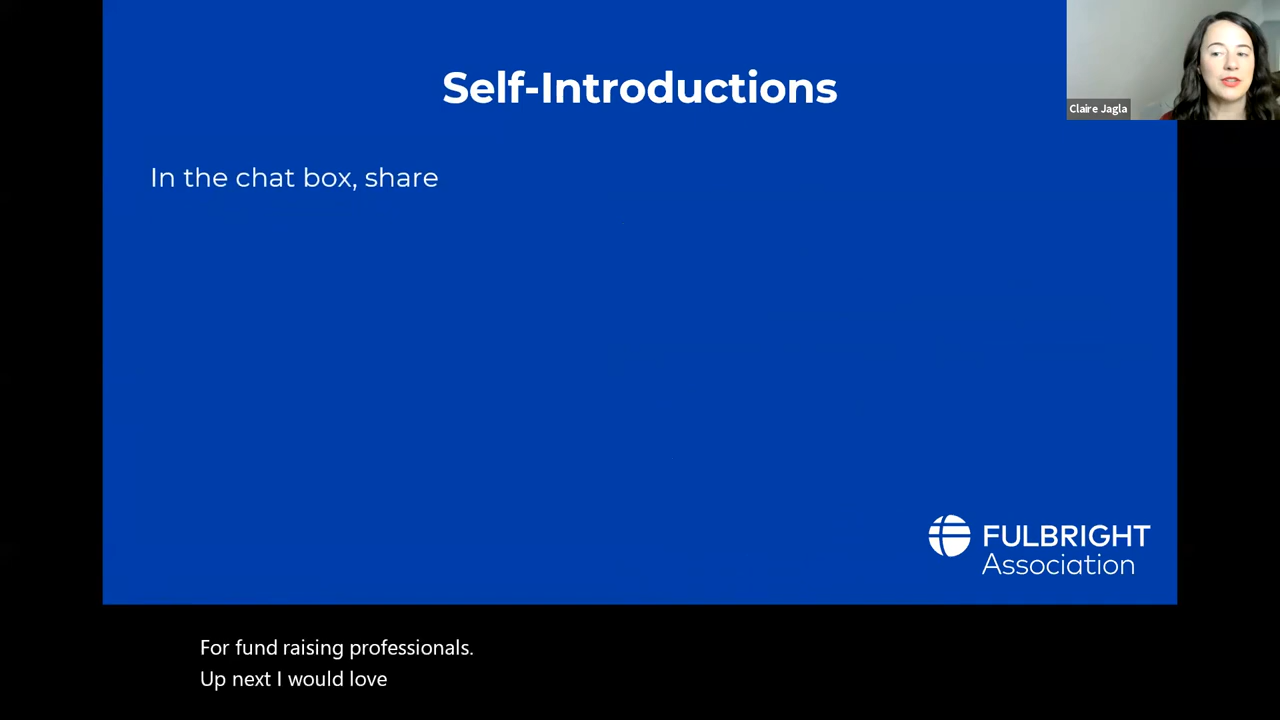 Self-Introductions
Claire Jagla
In the chat box, share
FULBRIGHT
Association
For fund raising professionals.
Up next I would love